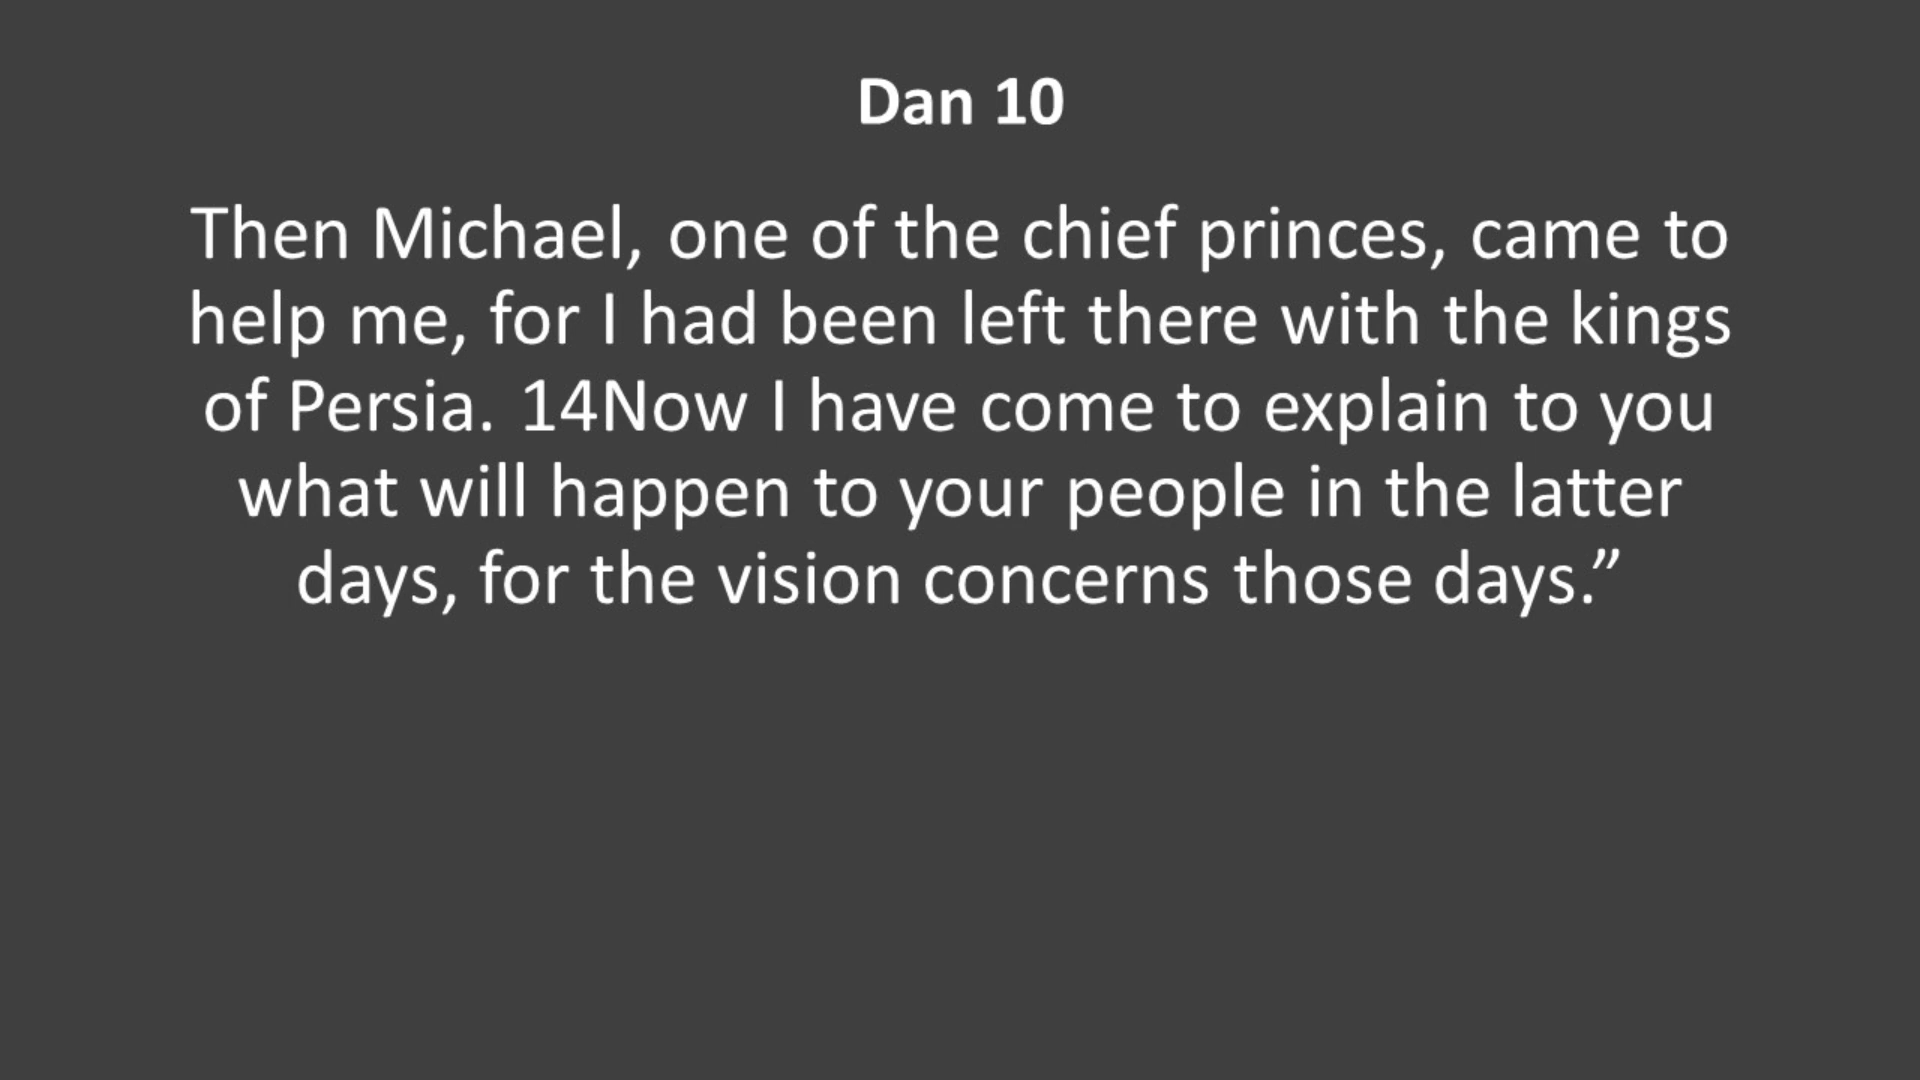 Dan 10
Then Michael, one of the chief princes, came to
help me, for I had been left there with the kings
of Persia. 14Now I have come to explain to you
what will happen to your people in the latter
days, for the vision concerns those days.”